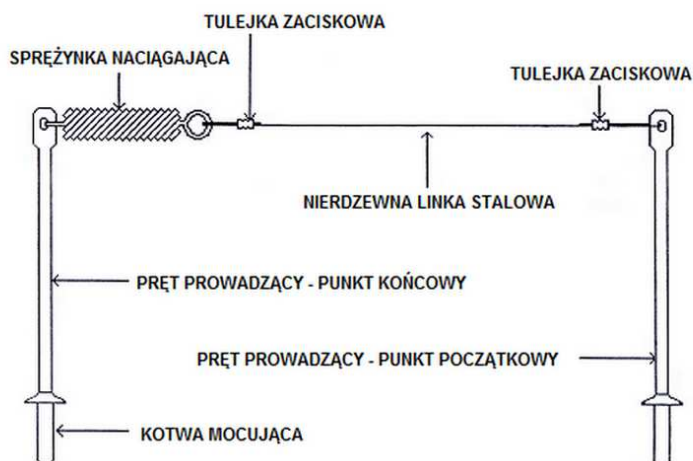 TULEJKA ZACISKOWA
SPRĘŻYNKA NACIĄGAJĄCA
TULEJKA ZACISKOWA
NIERDZEWNA LINKA STALOWA
PRĘT PROWADZĄCY - PUNKT KOŃCOWY
PRĘT PROWADZĄCY - PUNKT POCZĄTKOWY
KOTWA MOCUJĄCA